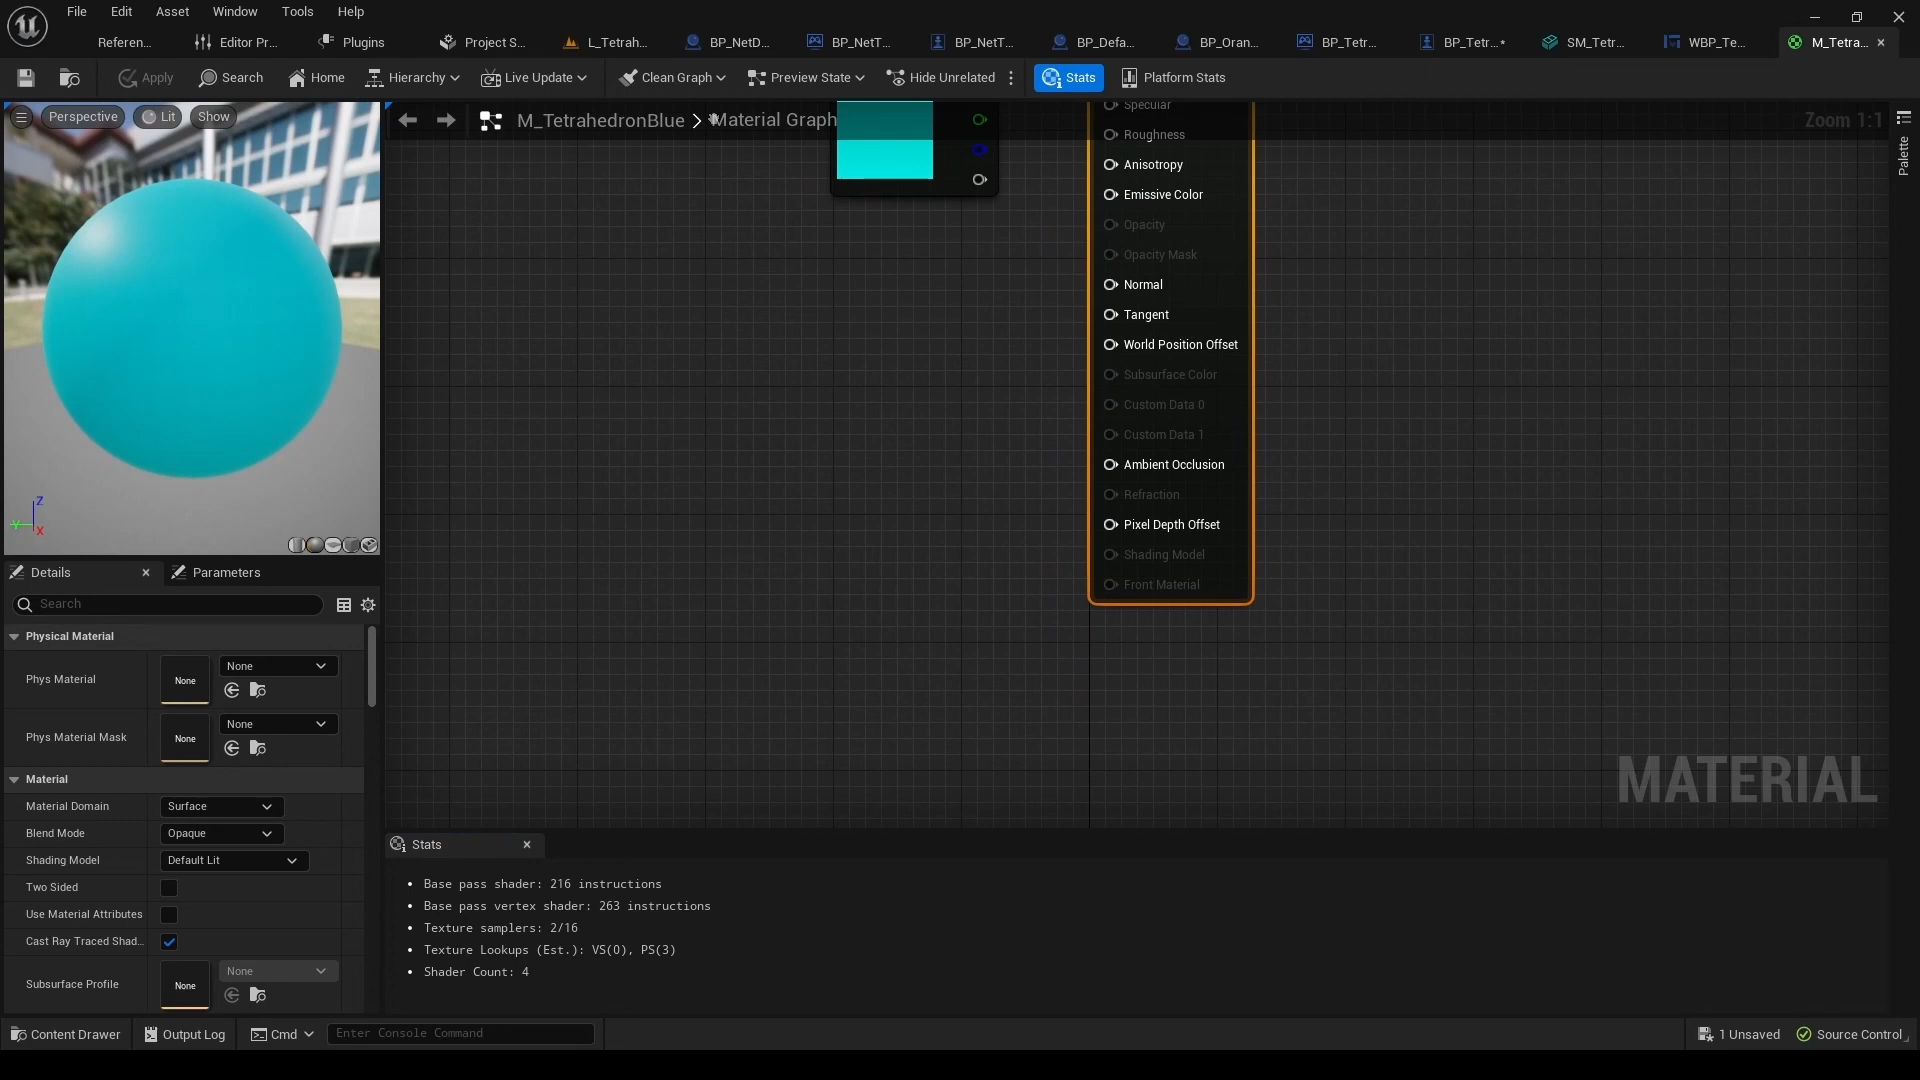 File Edit Asset Window Tools Help
Referen... Editor Pr... Plugins Project S... L_Tetrah... BP_NetD... BP_NetT... BP_NetT... BP_Defa... BP_Oran... BP_Tetr... BP_Tetr...• SM_Tetr... WBP_Te... M_Tetra...
Apply Search Home Hierarchy Live Update Clean Graph Preview State Hide Unrelated Stats Platform Stats
Perspective Lit Show
M_TetrahedronBlue > Material Graph
Zoom 1:1
Palette
Specular
Roughness
Anisotropy
Emissive Color
Opacity
Opacity Mask
Normal
Tangent
World Position Offset
Subsurface Color
Custom Data 0
Custom Data 1
Ambient Occlusion
Refraction
Pixel Depth Offset
Shading Model
Front Material
MATERIAL
Z
Y
X
Details Parameters
Search
Physical Material
Phys Material None None
Phys Material Mask None None
Material
Material Domain Surface
Blend Mode Opaque
Shading Model Default Lit
Two Sided
Use Material Attributes
Cast Ray Traced Shad...
Subsurface Profile None None
Stats
• Base pass shader: 216 instructions
• Base pass vertex shader: 263 instructions
• Texture samplers: 2/16
• Texture Lookups (Est.): VS(0), PS(3)
• Shader Count: 4
Content Drawer Output Log Cmd Enter Console Command 1 Unsaved Source Control